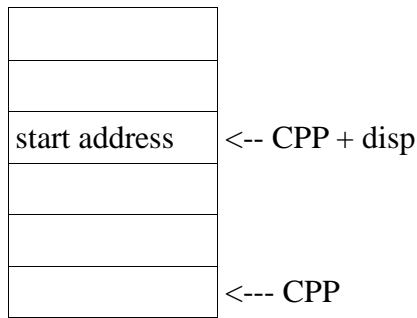 start address <-- CPP + disp
<--- CPP